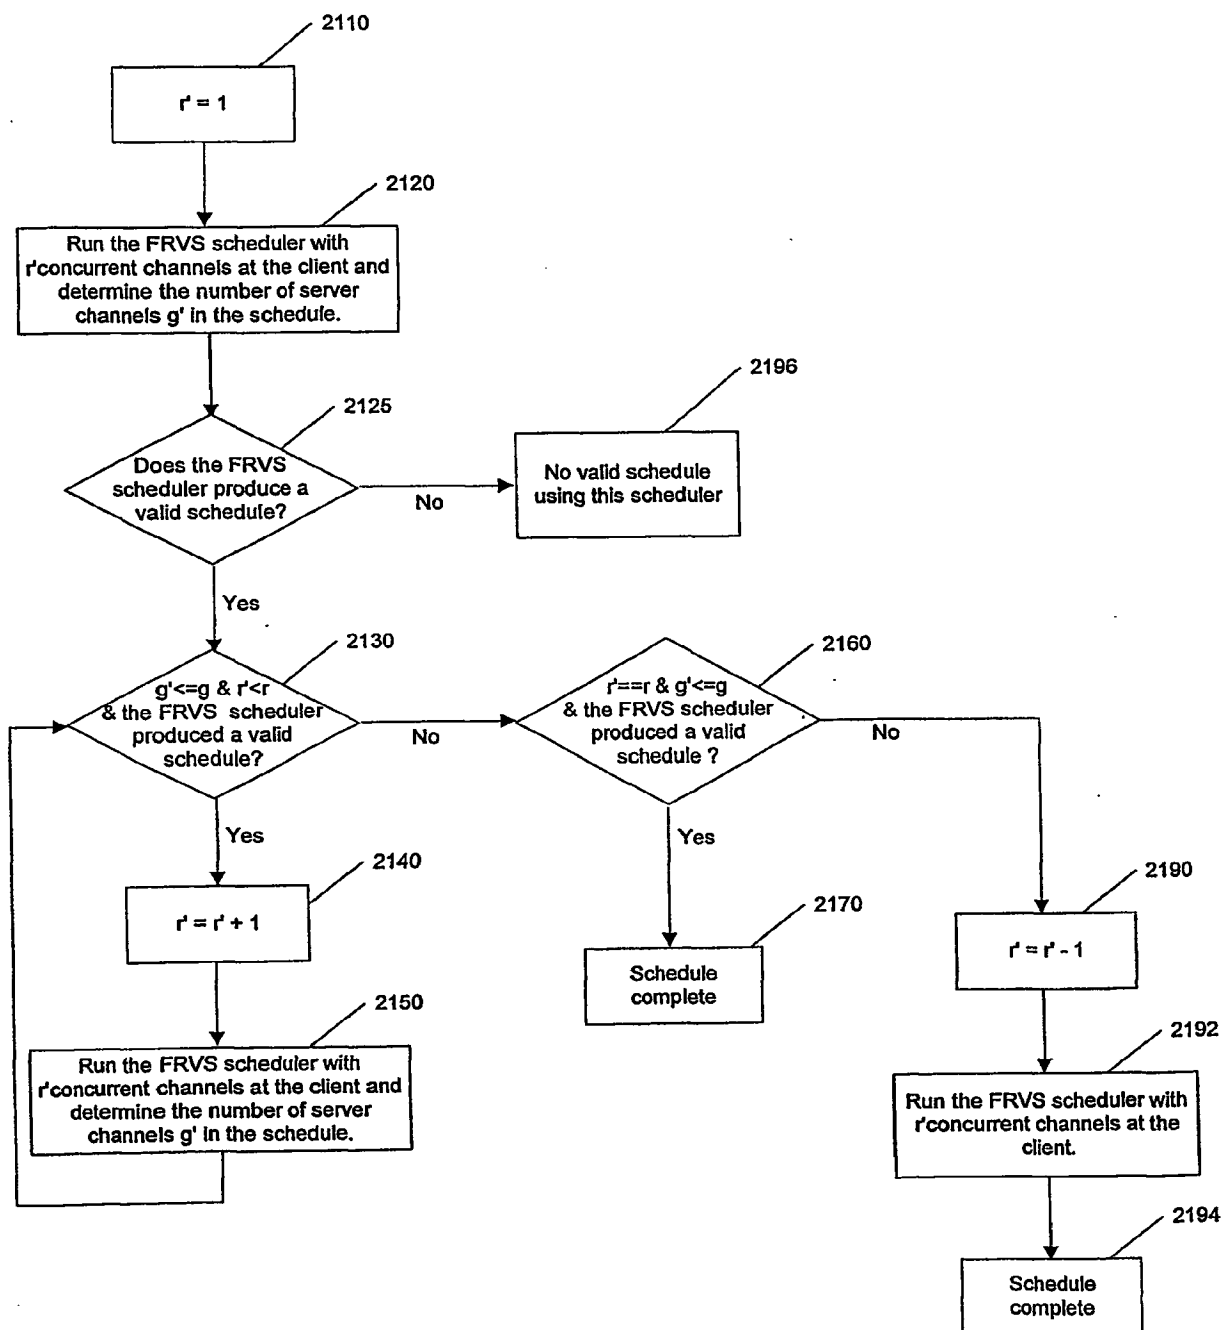 2110
r' = 1
2120
Run the FRVS scheduler with
r'concurrent channels at the client and
determine the number of server
channels g' in the schedule.
2125
Does the FRVS
scheduler produce a
valid schedule?
No
2196
No valid schedule
using this scheduler
Yes
2130
g'<=g & r'<r
& the FRVS scheduler
produced a valid
schedule?
No
2160
r'==r & g'<=g
& the FRVS scheduler
produced a valid
schedule ?
No
Yes
2140
r' = r' + 1
Yes
2170
Schedule
complete
2190
r' = r' - 1
2150
Run the FRVS scheduler with
r'concurrent channels at the client and
determine the number of server
channels g' in the schedule.
2192
Run the FRVS scheduler with
r'concurrent channels at the
client.
2194
Schedule
complete